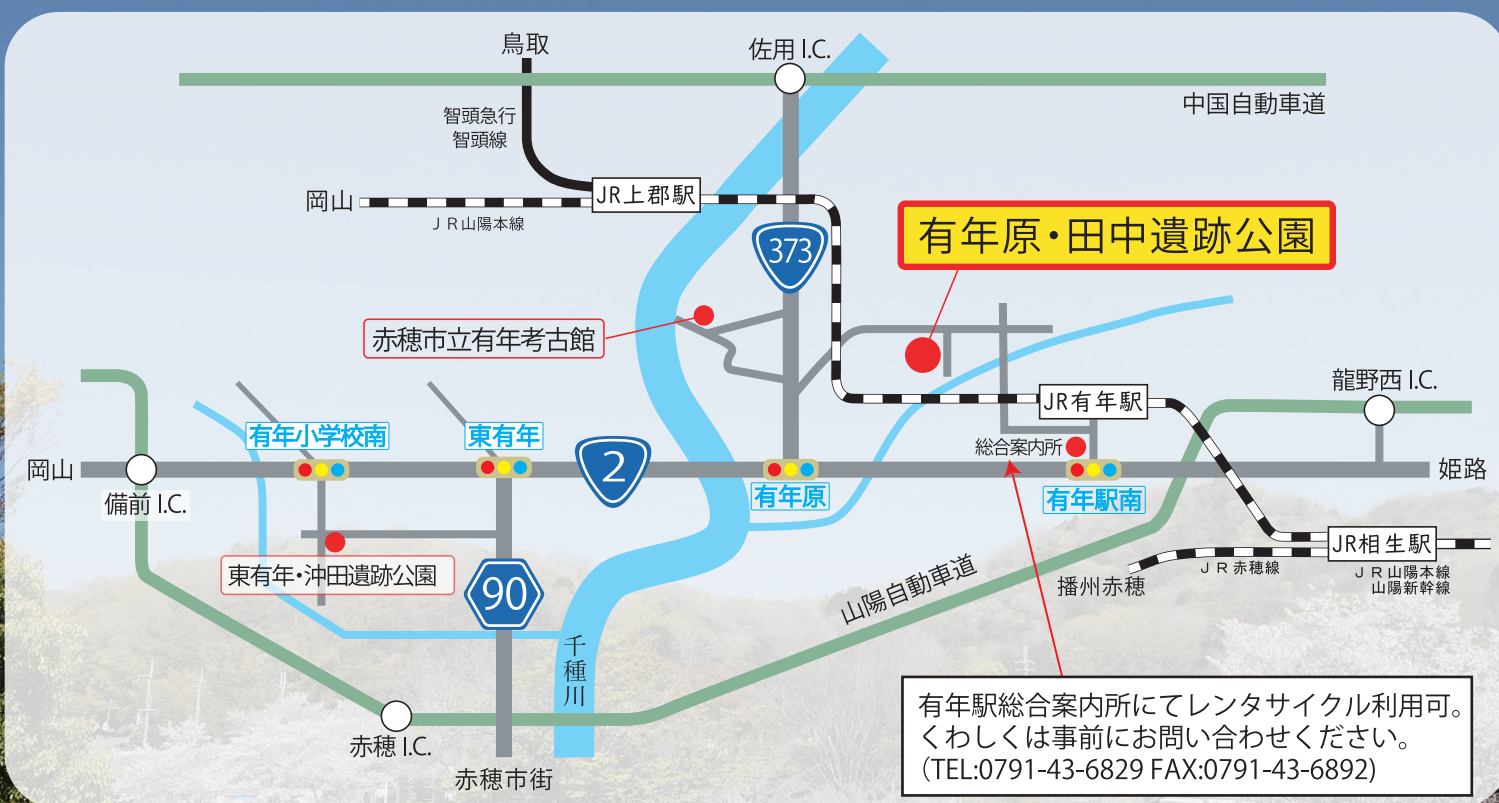 鳥取
佐用 I.C.
中国自動車道
智頭急行
智頭線
岡山
JR上郡駅
ＪＲ山陽本線
373
有年原・田中遺跡公園
赤穂市立有年考古館
龍野西 I.C.
JR有年駅
有年小学校南
東有年
2
総合案内所
岡山
姫路
備前 I.C.
有年原
有年駅南
JR相生駅
ＪＲ赤穂線
ＪＲ山陽本線
山陽新幹線
播州赤穂
東有年・沖田遺跡公園
90
山陽自動車道
千種川
赤穂 I.C.
赤穂市街
有年駅総合案内所にてレンタサイクル利用可。
くわしくは事前にお問い合わせください。
（TEL:0791-43-6829 FAX:0791-43-6892)